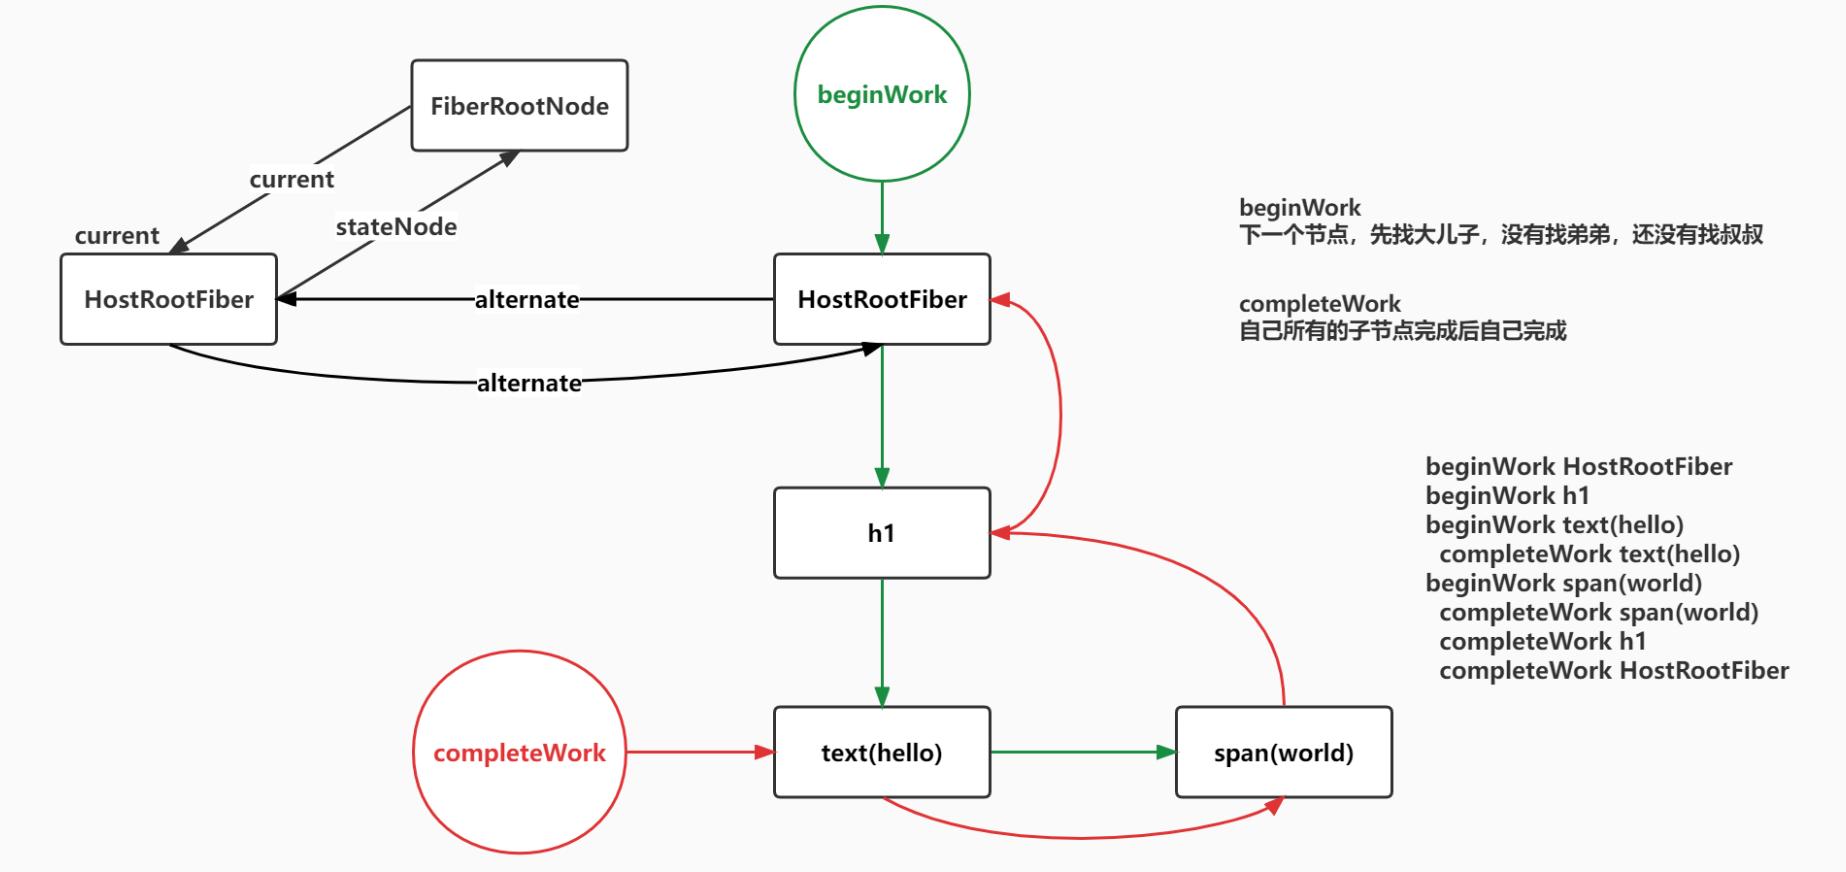 FiberRootNode
beginWork
current
stateNode
current
HostRootFiber
alternate
HostRootFiber
alternate
beginWork
下一个节点，先找大儿子，没有找弟弟，还没有找叔叔
completeWork
自己所有的子节点完成后自己完成
h1
beginWork HostRootFiber
beginWork h1
beginWork text(hello)
completeWork text(hello)
beginWork span(world)
completeWork span(world)
completeWork h1
completeWork HostRootFiber
completeWork
text(hello)
span(world)